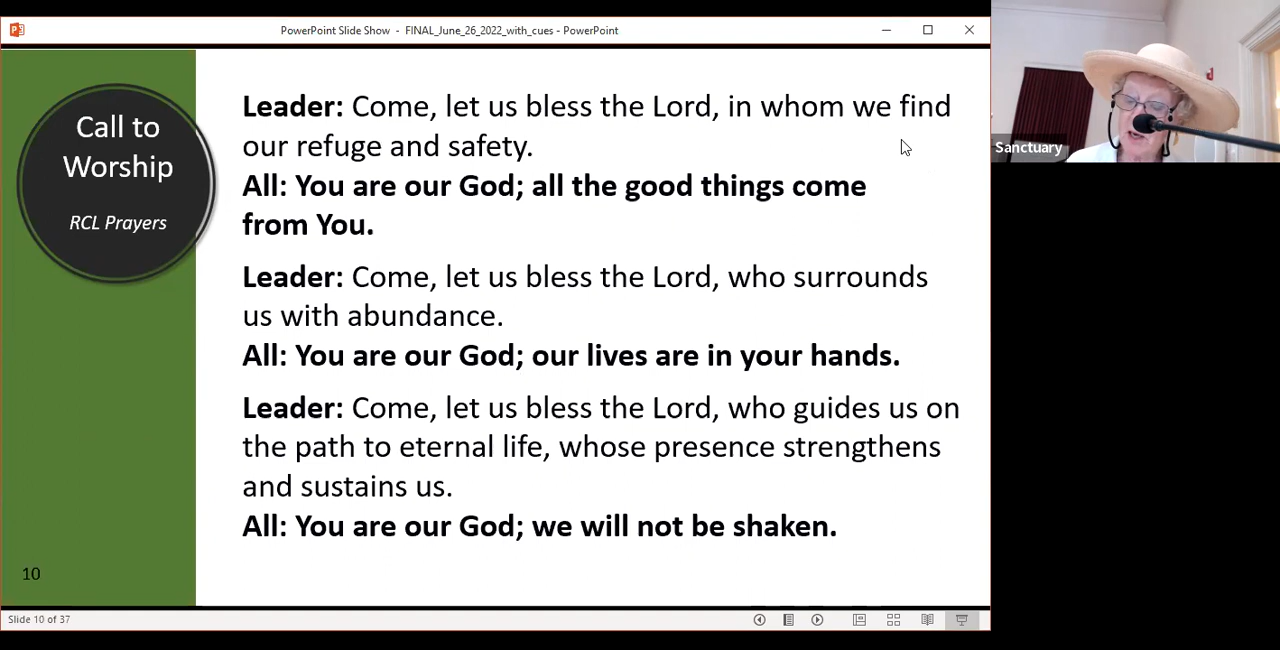 PowerPoint Slide Show - FINAL_June_26_2022_with_cues - PowerPoint
Call to
Worship
RCL Prayers
Leader: Come, let us bless the Lord, in whom we find
our refuge and safety.
All: You are our God; all the good things come
from You.
Leader: Come, let us bless the Lord, who surrounds
us with abundance.
All: You are our God; our lives are in your hands.
Leader: Come, let us bless the Lord, who guides us on
the path to eternal life, whose presence strengthens
and sustains us.
All: You are our God; we will not be shaken.
10
Slide 10 of 37
Sanctuary